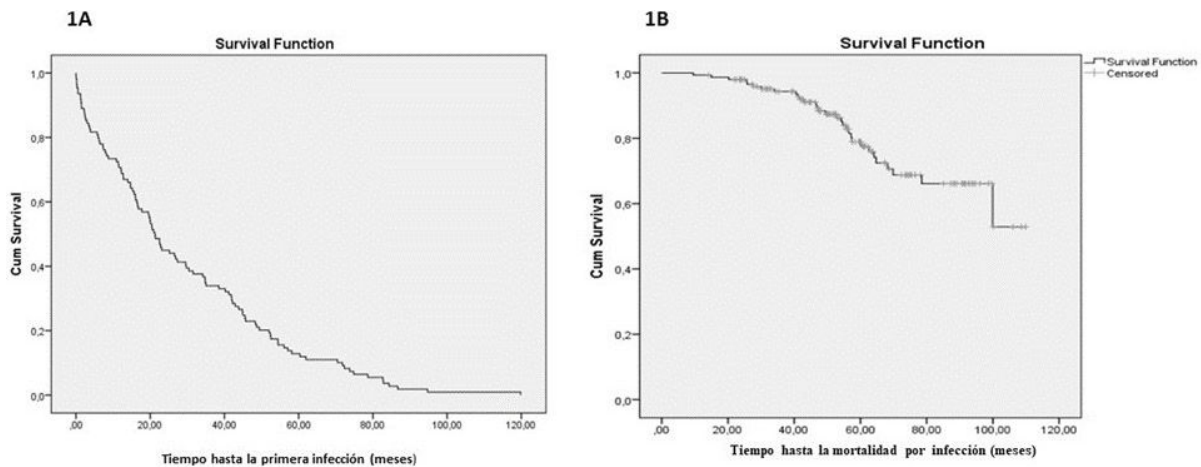 1A
Survival Function
Cum Survival
1,0
0,8
0,6
0,4
0,2
0,0
,00 20,00 40,00 60,00 80,00 100,00 120,00
Tiempo hasta la primera infección (meses)
1B
Survival Function
Survival Function
Censored
Cum Survival
1,0
0,8
0,6
0,4
0,2
0,0
,00 20,00 40,00 60,00 80,00 100,00 120,00
Tiempo hasta la mortalidad por infección (meses)